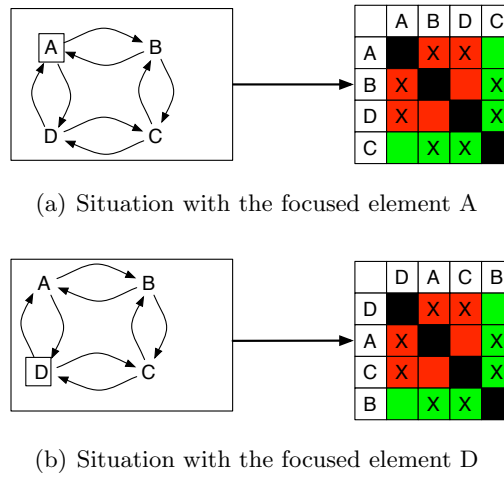 A B
D C
A B D C
A X X
B X X
D X X
C X X
(a) Situation with the focused element A
A B
D C
D A C B
D X X
A X X
C X X
B X X
(b) Situation with the focused element D